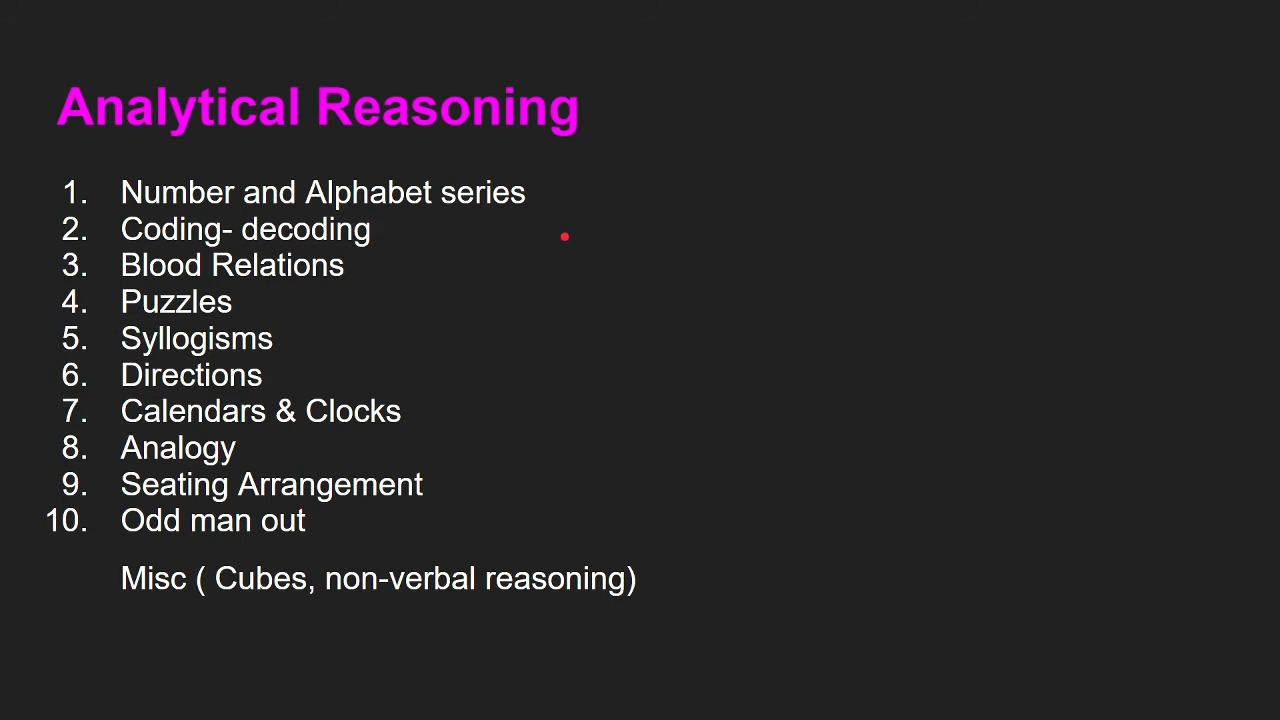 Analytical Reasoning
1. Number and Alphabet series
2. Coding- decoding
3. Blood Relations
4. Puzzles
5. Syllogisms
6. Directions
7. Calendars & Clocks
8. Analogy
9. Seating Arrangement
10. Odd man out
Misc ( Cubes, non-verbal reasoning)